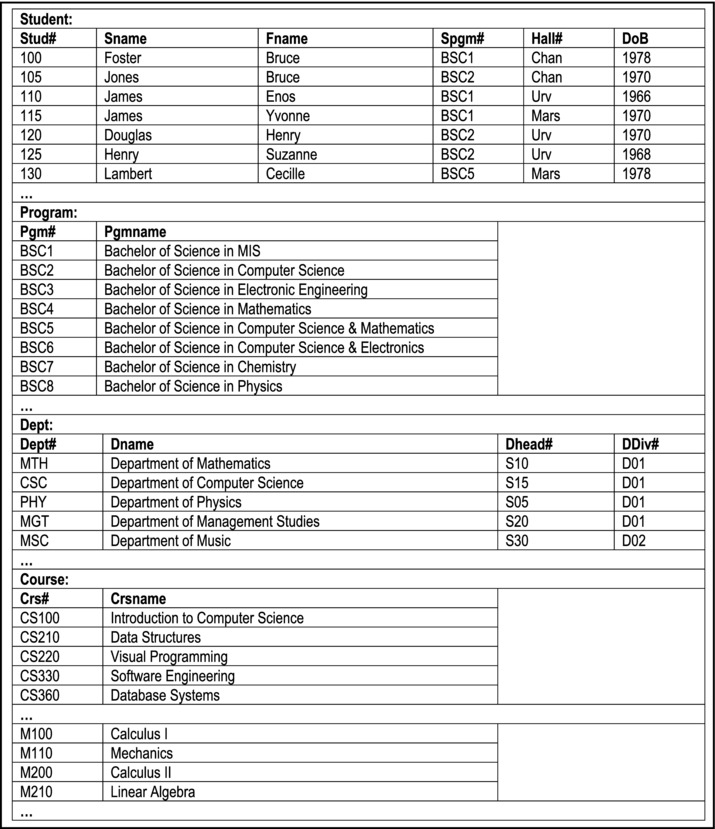 Student:
Stud# Sname Fname Spgm# Hall# DoB
100 Foster Bruce BSC1 Chan 1978
105 Jones Bruce BSC2 Chan 1970
110 James Enos BSC1 Urv 1966
115 James Yvonne BSC1 Mars 1970
120 Douglas Henry BSC2 Urv 1970
125 Henry Suzanne BSC2 Urv 1968
130 Lambert Cecille BSC5 Mars 1978
...
Program:
Pgm# Pgmname
BSC1 Bachelor of Science in MIS
BSC2 Bachelor of Science in Computer Science
BSC3 Bachelor of Science in Electronic Engineering
BSC4 Bachelor of Science in Mathematics
BSC5 Bachelor of Science in Computer Science & Mathematics
BSC6 Bachelor of Science in Computer Science & Electronics
BSC7 Bachelor of Science in Chemistry
BSC8 Bachelor of Science in Physics
...
Dept:
Dept# Dname Dhead# DDiv#
MTH Department of Mathematics S10 D01
CSC Department of Computer Science S15 D01
PHY Department of Physics S05 D01
MGT Department of Management Studies S20 D01
MSC Department of Music S30 D02
...
Course:
Crs# Crsname
CS100 Introduction to Computer Science
CS210 Data Structures
CS220 Visual Programming
CS330 Software Engineering
CS360 Database Systems
...
M100 Calculus I
M110 Mechanics
M200 Calculus II
M210 Linear Algebra
...